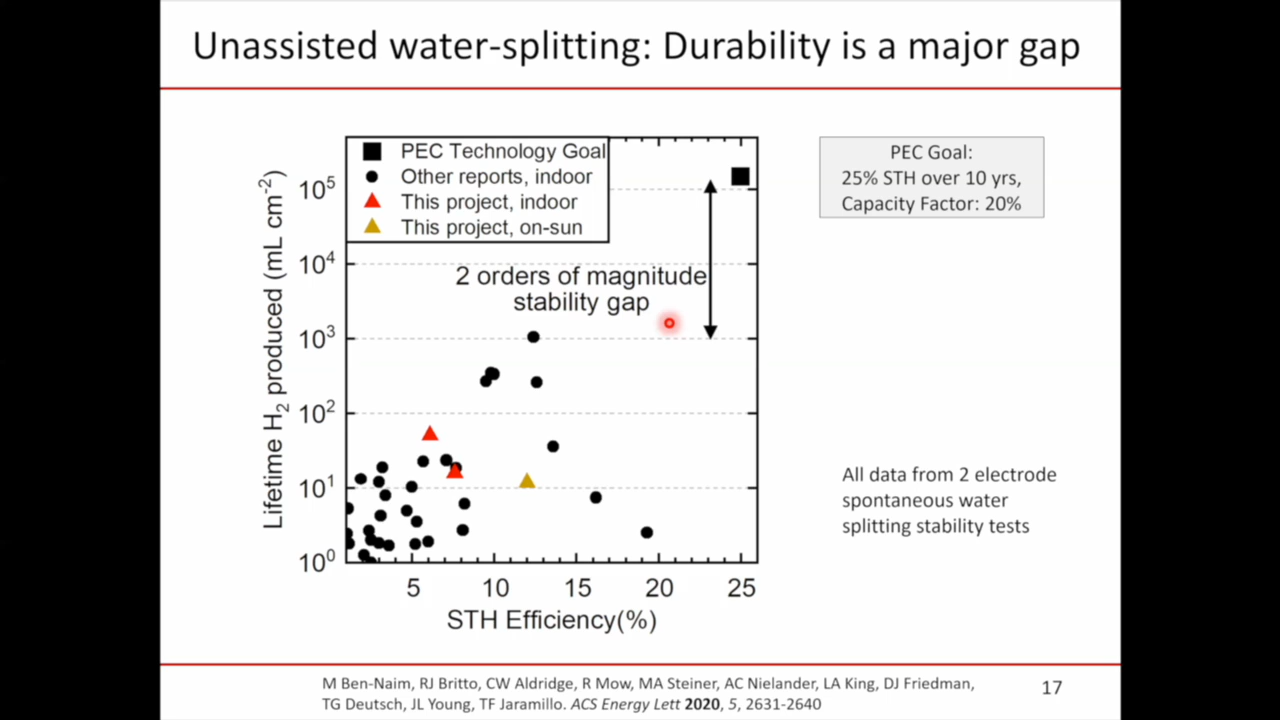 Unassisted water-splitting: Durability is a major gap
PEC Technology Goal
Other reports, indoor
This project, indoor
This project, on-sun
2 orders of magnitude
stability gap
Lifetime H₂ produced (mL cm⁻²)
10⁵
10⁴
10³
10²
10¹
10⁰
5 10 15 20 25
STH Efficiency(%)
PEC Goal:
25% STH over 10 yrs,
Capacity Factor: 20%
All data from 2 electrode
spontaneous water
splitting stability tests
M Ben-Naim, RJ Britto, CW Aldridge, R Mow, MA Steiner, AC Nielander, LA King, DJ Friedman,
TG Deutsch, JL Young, TF Jaramillo. ACS Energy Lett 2020, 5, 2631-2640
17